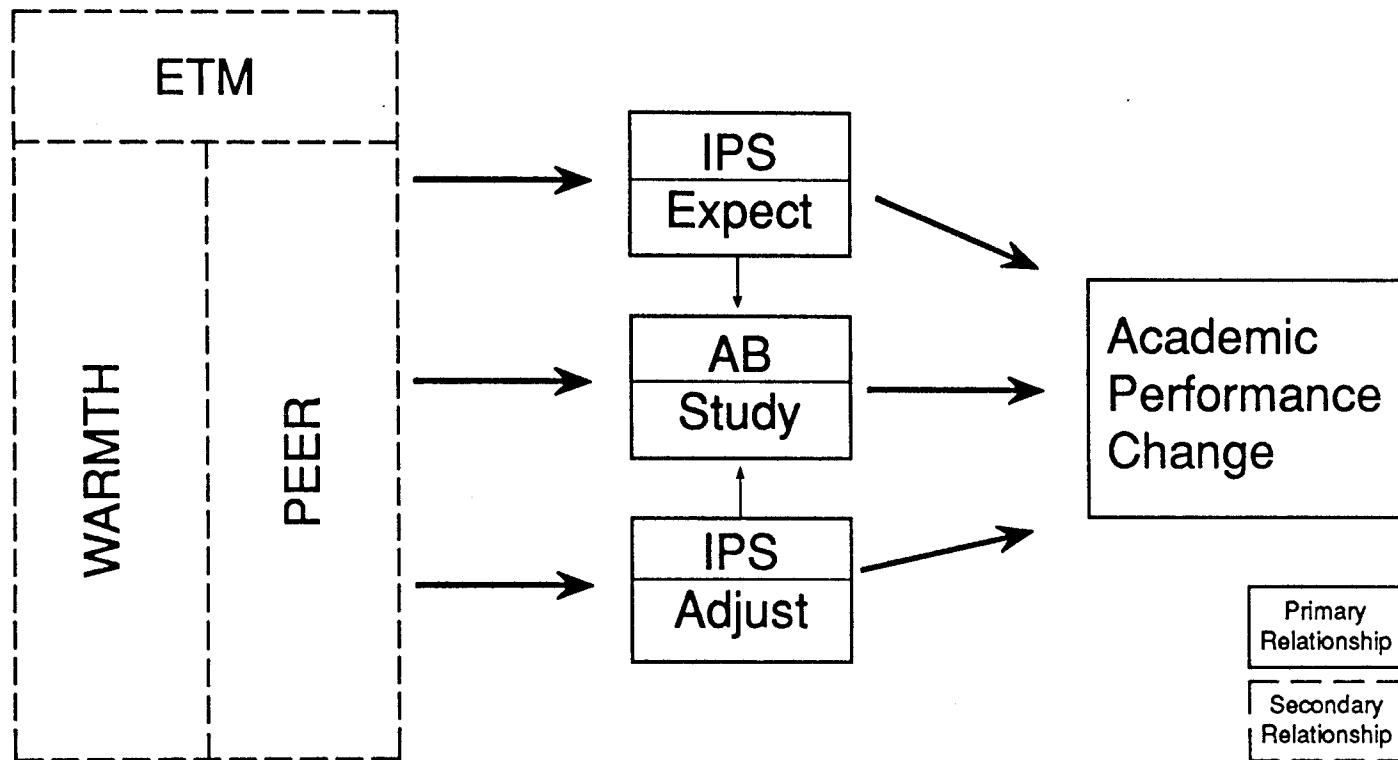 ETM
WARMTH
PEER
IPS
Expect
AB
Study
IPS
Adjust
Academic
Performance
Change
Primary
Relationship
Secondary
Relationship